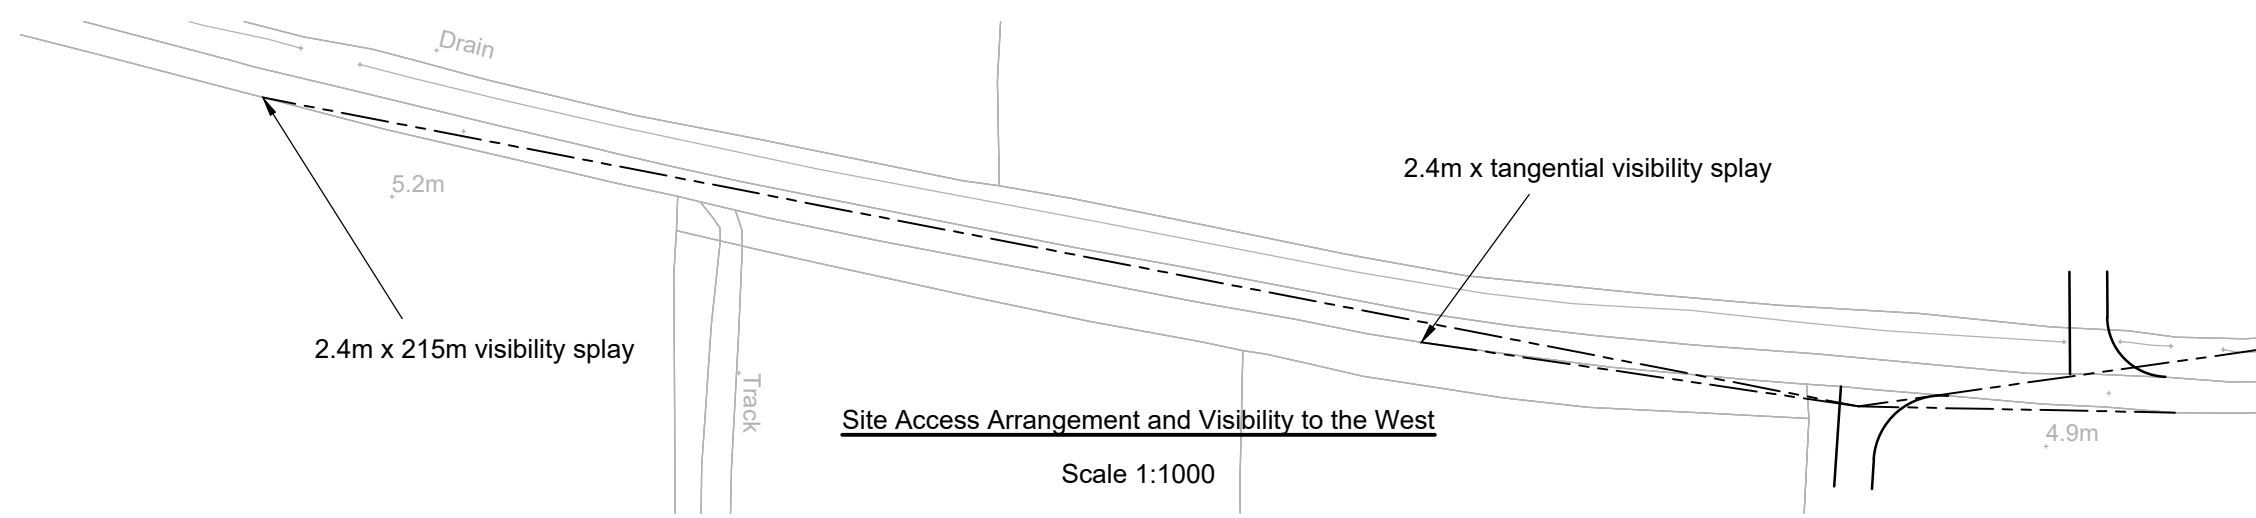 Drain
2.4m x tangential visibility splay
5.2m
2.4m x 215m visibility splay
Track
Site Access Arrangement and Visibility to the West
4.9m
Scale 1:1000